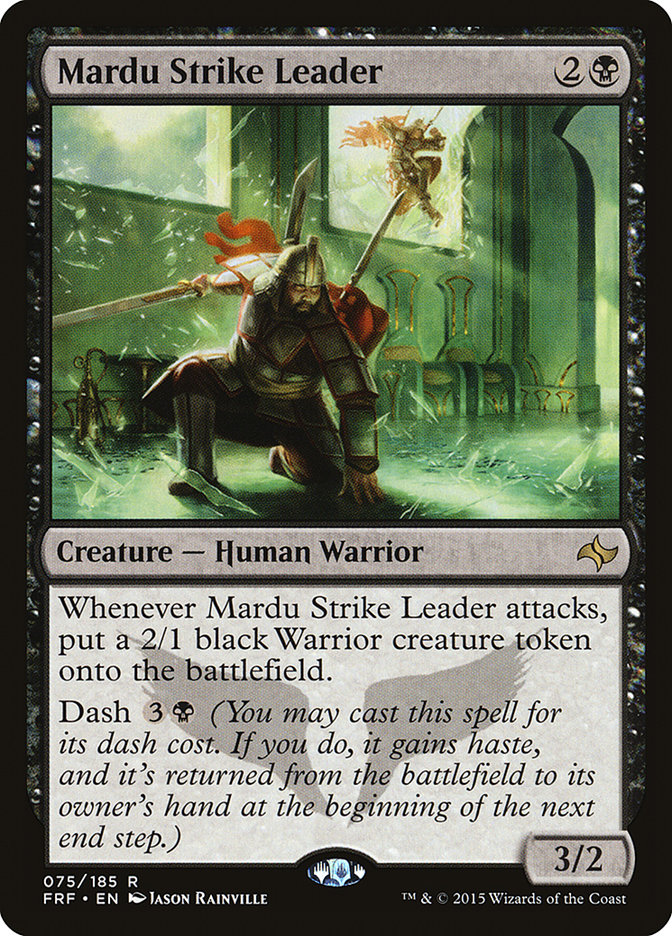 Mardu Strike Leader 2
Creature — Human Warrior
Whenever Mardu Strike Leader attacks,
put a 2/1 black Warrior creature token
onto the battlefield.
Dash 3 (You may cast this spell for
its dash cost. If you do, it gains haste,
and it's returned from the battlefield to its
owner's hand at the beginning of the next
end step.)
3/2
075/185 R
FRF • EN Jason Rainville
™ & © 2015 Wizards of the Coast